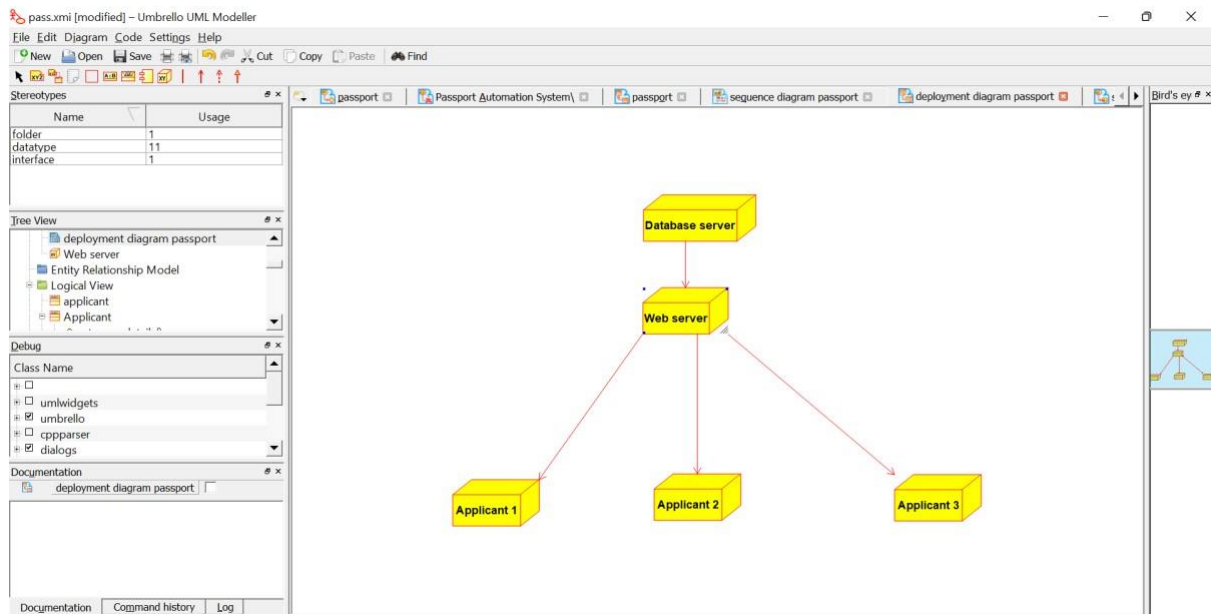 pass.xmi [modified] – Umbrello UML Modeller
File Edit Diagram Code Settings Help
New Open Save Cut Copy Paste Find
Stereotypes
Name Usage
folder 1
datatype 11
interface 1
Tree View
deployment diagram passport
Web server
Entity Relationship Model
Logical View
applicant
Applicant
Debug
Class Name
umlwidgets
umbrello
cppparser
dialogs
Documentation
deployment diagram passport
Documentation Command history Log
passport Passport Automation System\ passport sequence diagram passport deployment diagram passport
Database server
Web server
Applicant 1 Applicant 2 Applicant 3
Bird's ey